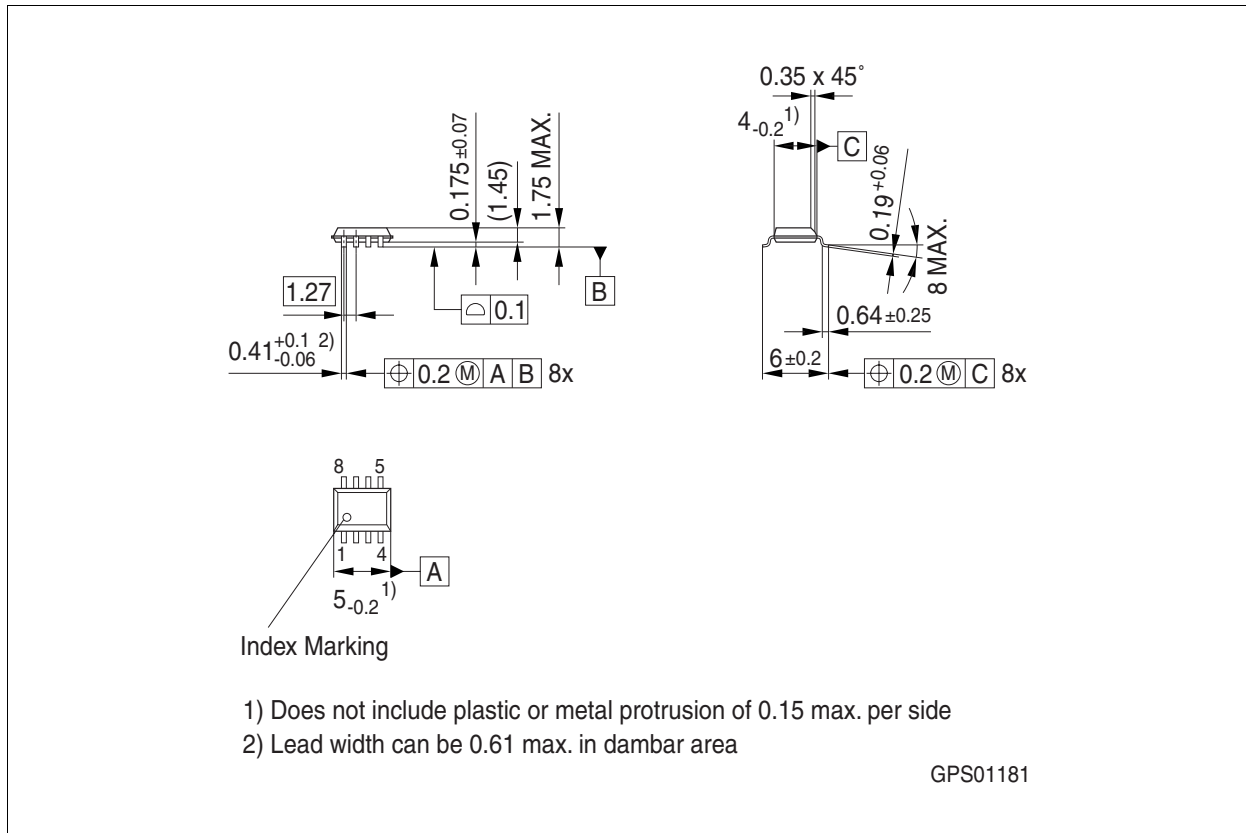 0.35 x 45°
4-0.2 1)
C
0.175 ±0.07
(1.45)
1.75 MAX.
0.19 +0.06
8 MAX.
1.27
0.1
B
0.64 ±0.25
0.41 +0.1 -0.06 2)
0.2 Ⓜ A B 8x
6 ±0.2
0.2 Ⓜ C 8x
8 5
1 4
A
5-0.2 1)
Index Marking
1) Does not include plastic or metal protrusion of 0.15 max. per side
2) Lead width can be 0.61 max. in dambar area
GPS01181